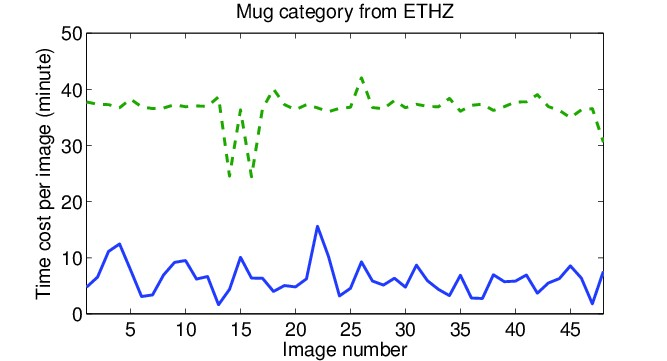 Mug category from ETHZ
Time cost per image (minute)
50
40
30
20
10
0
5 10 15 20 25 30 35 40 45
Image number